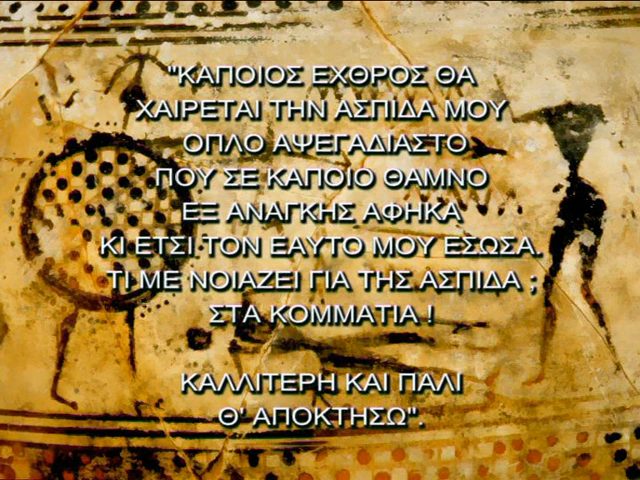 "ΚΑΠΟΙΟΣ ΕΧΘΡΟΣ ΘΑ
ΧΑΙΡΕΤΑΙ ΤΗΝ ΑΣΠΙΔΑ ΜΟΥ
ΟΠΛΟ ΑΨΕΓΑΔΙΑΣΤΟ
ΠΟΥ ΣΕ ΚΑΠΟΙΟ ΘΑΜΝΟ
ΕΞ ΑΝΑΓΚΗΣ ΑΦΗΚΑ
ΚΙ ΕΤΣΙ ΤΟΝ ΕΑΥΤΟ ΜΟΥ ΕΣΩΣΑ.
ΤΙ ΜΕ ΝΟΙΑΖΕΙ ΓΙΑ ΤΗΣ ΑΣΠΙΔΑ ;
ΣΤΑ ΚΟΜΜΑΤΙΑ !
ΚΑΛΛΙΤΕΡΗ ΚΑΙ ΠΑΛΙ
Θ' ΑΠΟΚΤΗΣΩ".